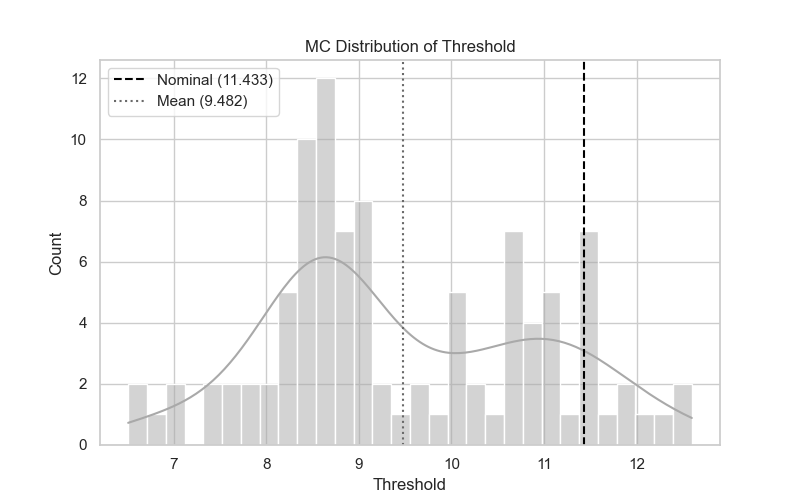 MC Distribution of Threshold
Nominal (11.433)
Mean (9.482)
12
10
8
6
4
2
0
Count
7
8
9
10
11
12
Threshold